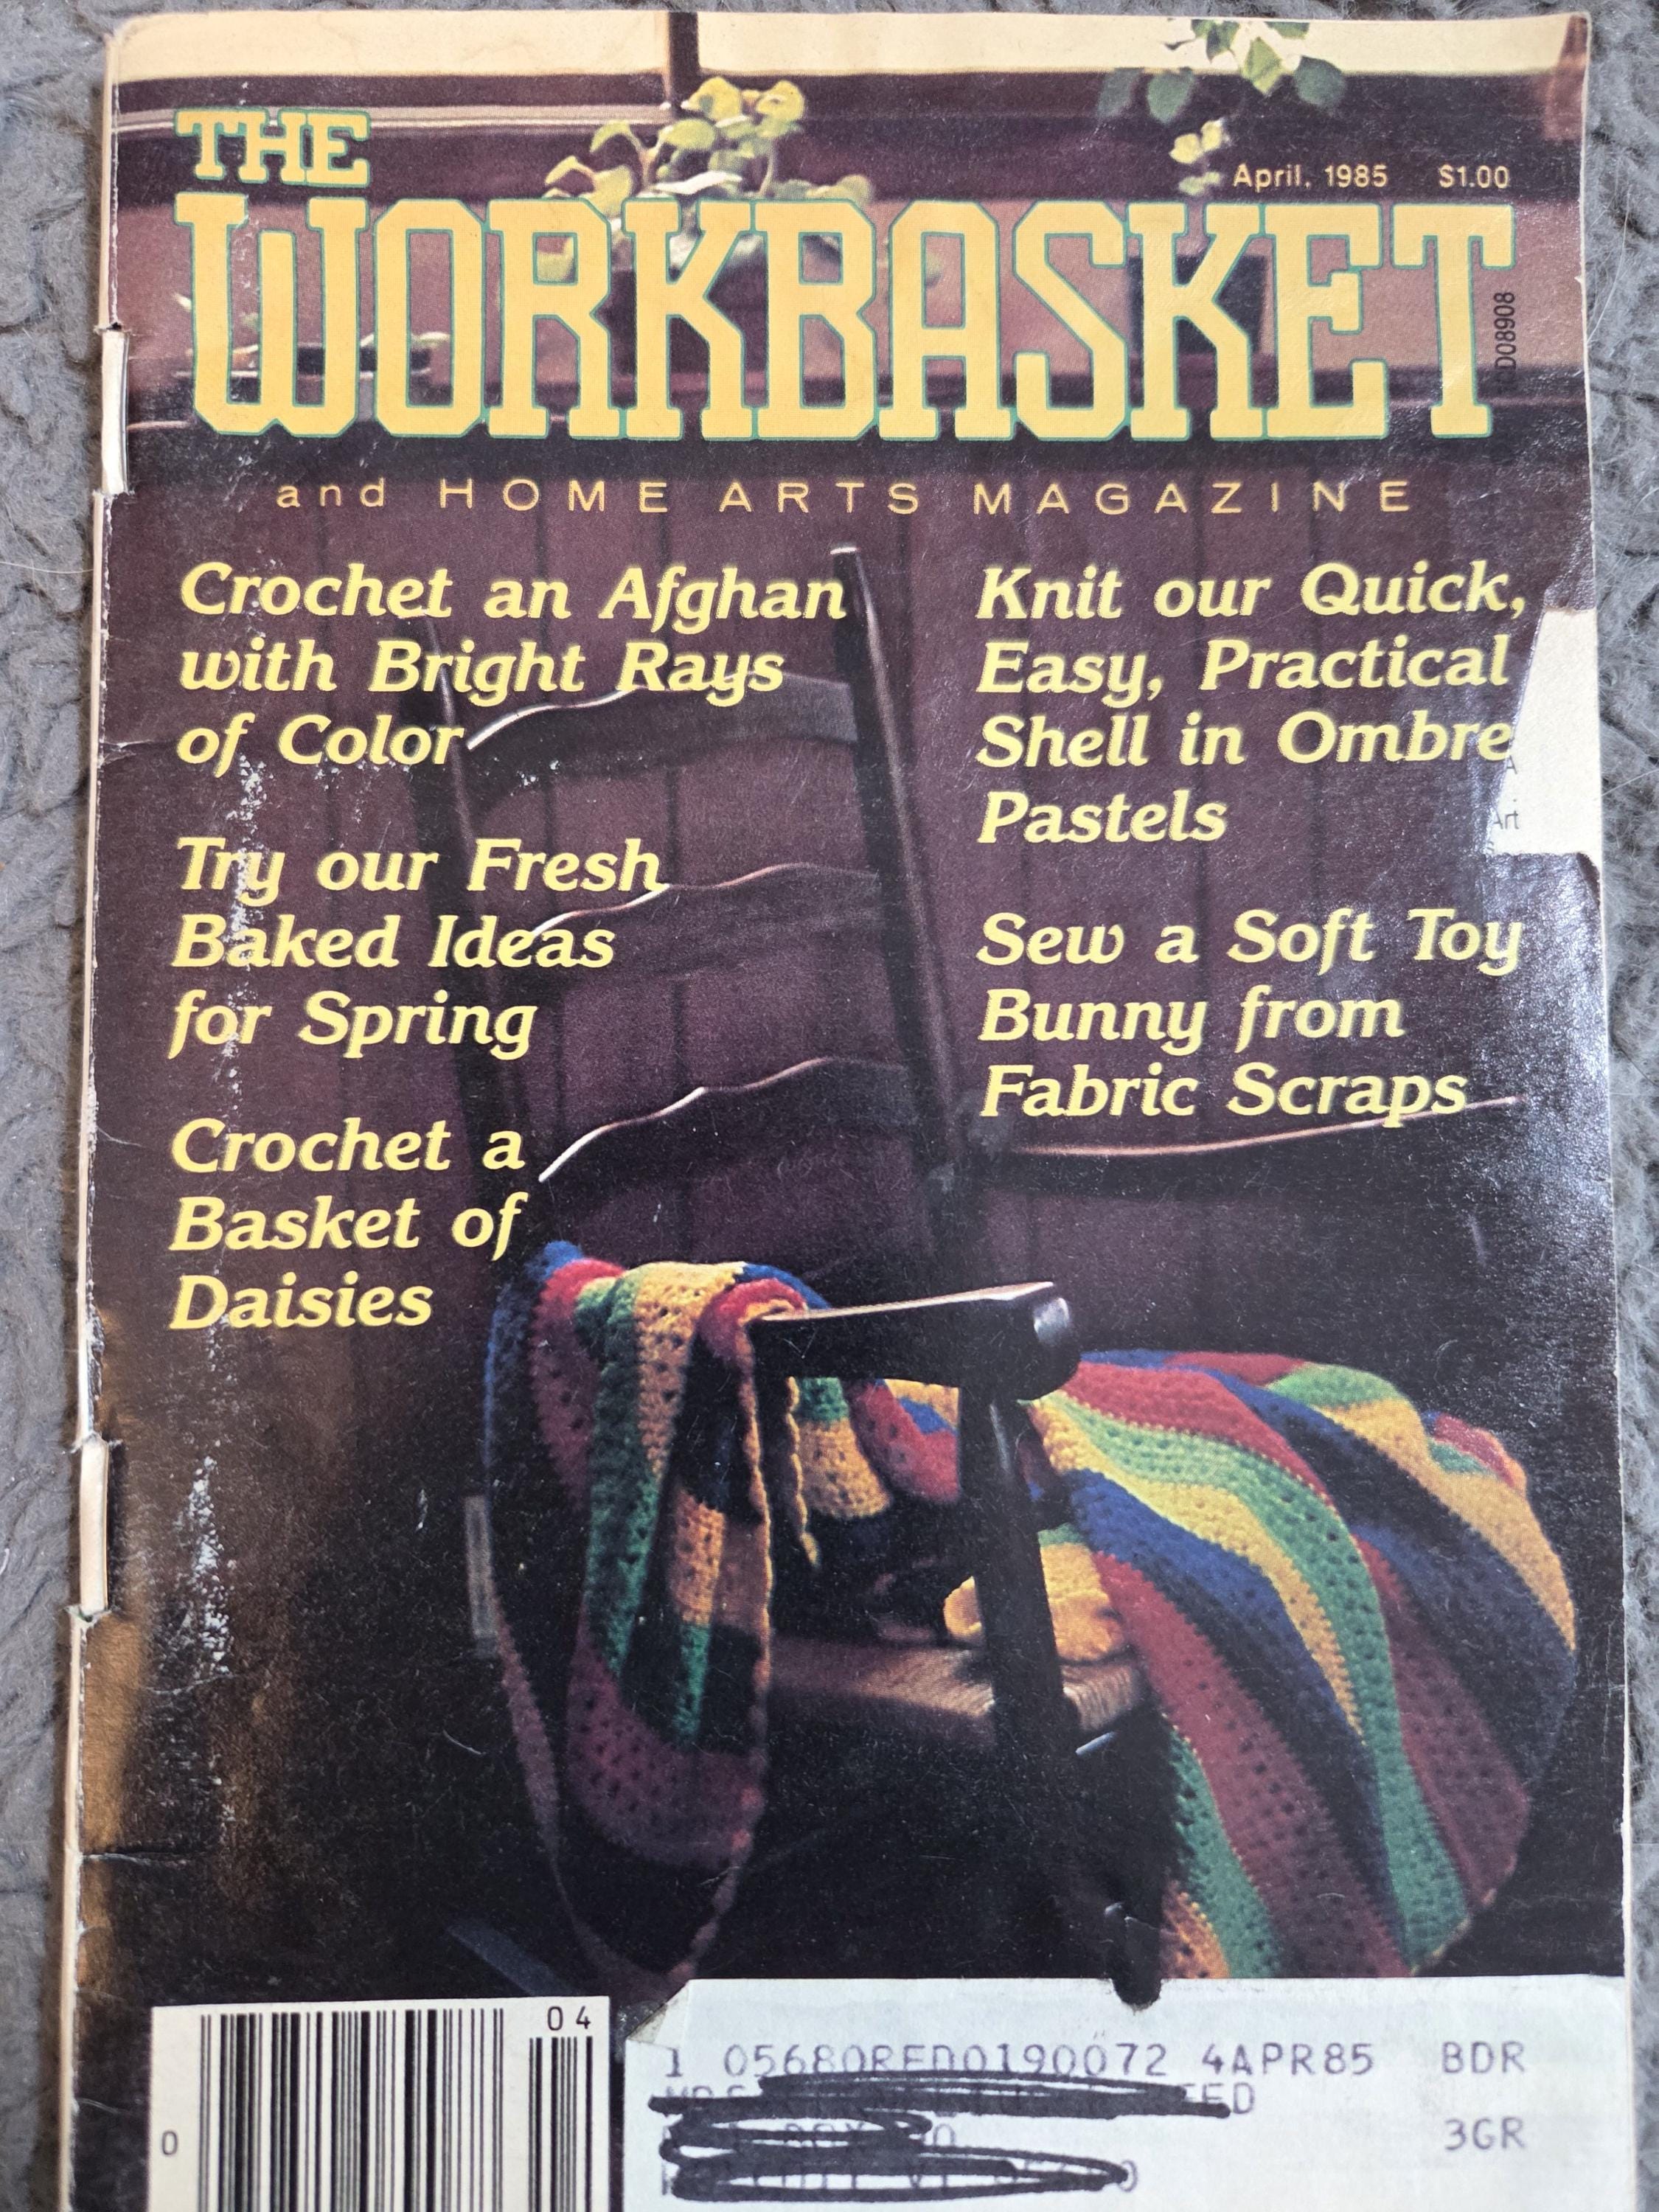 THE
April, 1985 $1.00
WORKBASKET
and HOME ARTS MAGAZINE
Crochet an Afghan
with Bright Rays
of Color
Try our Fresh
Baked Ideas
for Spring
Crochet a
Basket of
Daisies
Knit our Quick,
Easy, Practical
Shell in Ombre
Pastels
Sew a Soft Toy
Bunny from
Fabric Scraps
04
0
1 05680RED0190072 4APR85 BDR
3GR